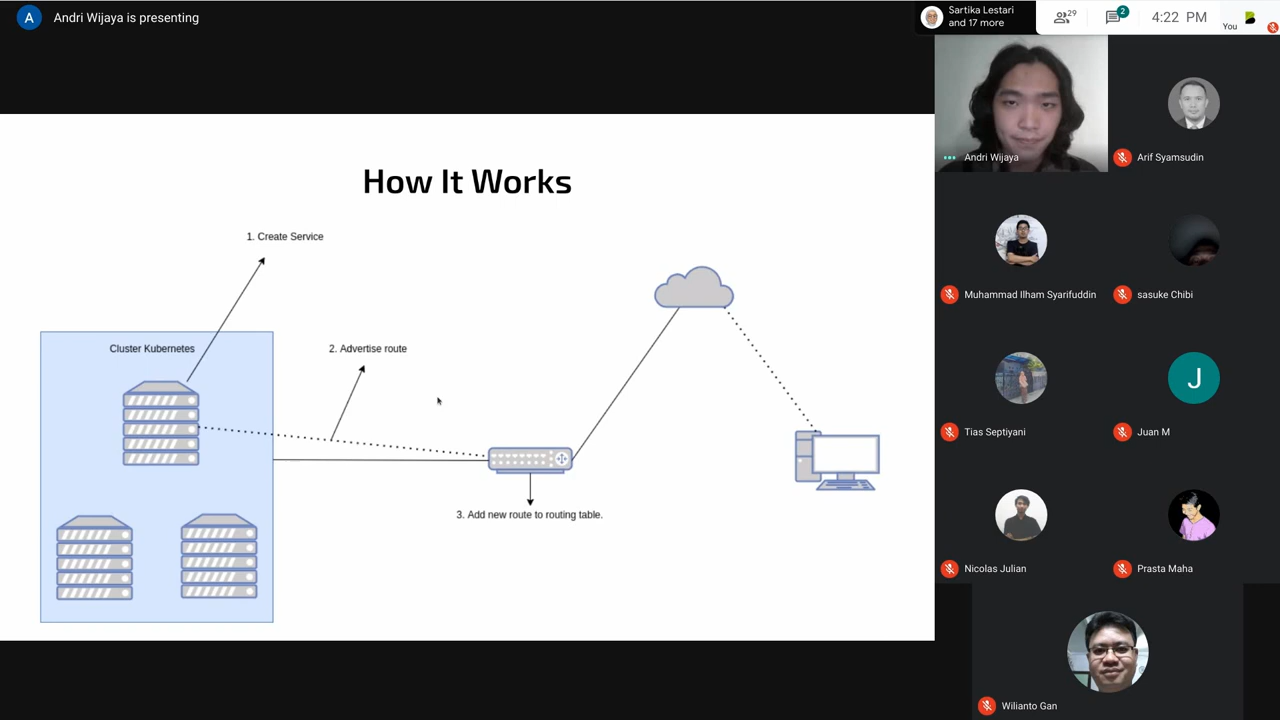 A
Andri Wijaya is presenting
Sartika Lestari
and 17 more
29
2
4:22 PM
You
How It Works
1. Create Service
Cluster Kubernetes
2. Advertise route
3. Add new route to routing table.
Andri Wijaya
Arif Syamsudin
Muhammad Ilham Syarifuddin
sasuke Chibi
J
Tias Septiyani
Juan M
Nicolas Julian
Prasta Maha
Wilianto Gan